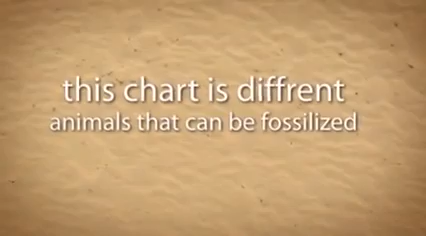 this chart is diffrent
animals that can be fossilized